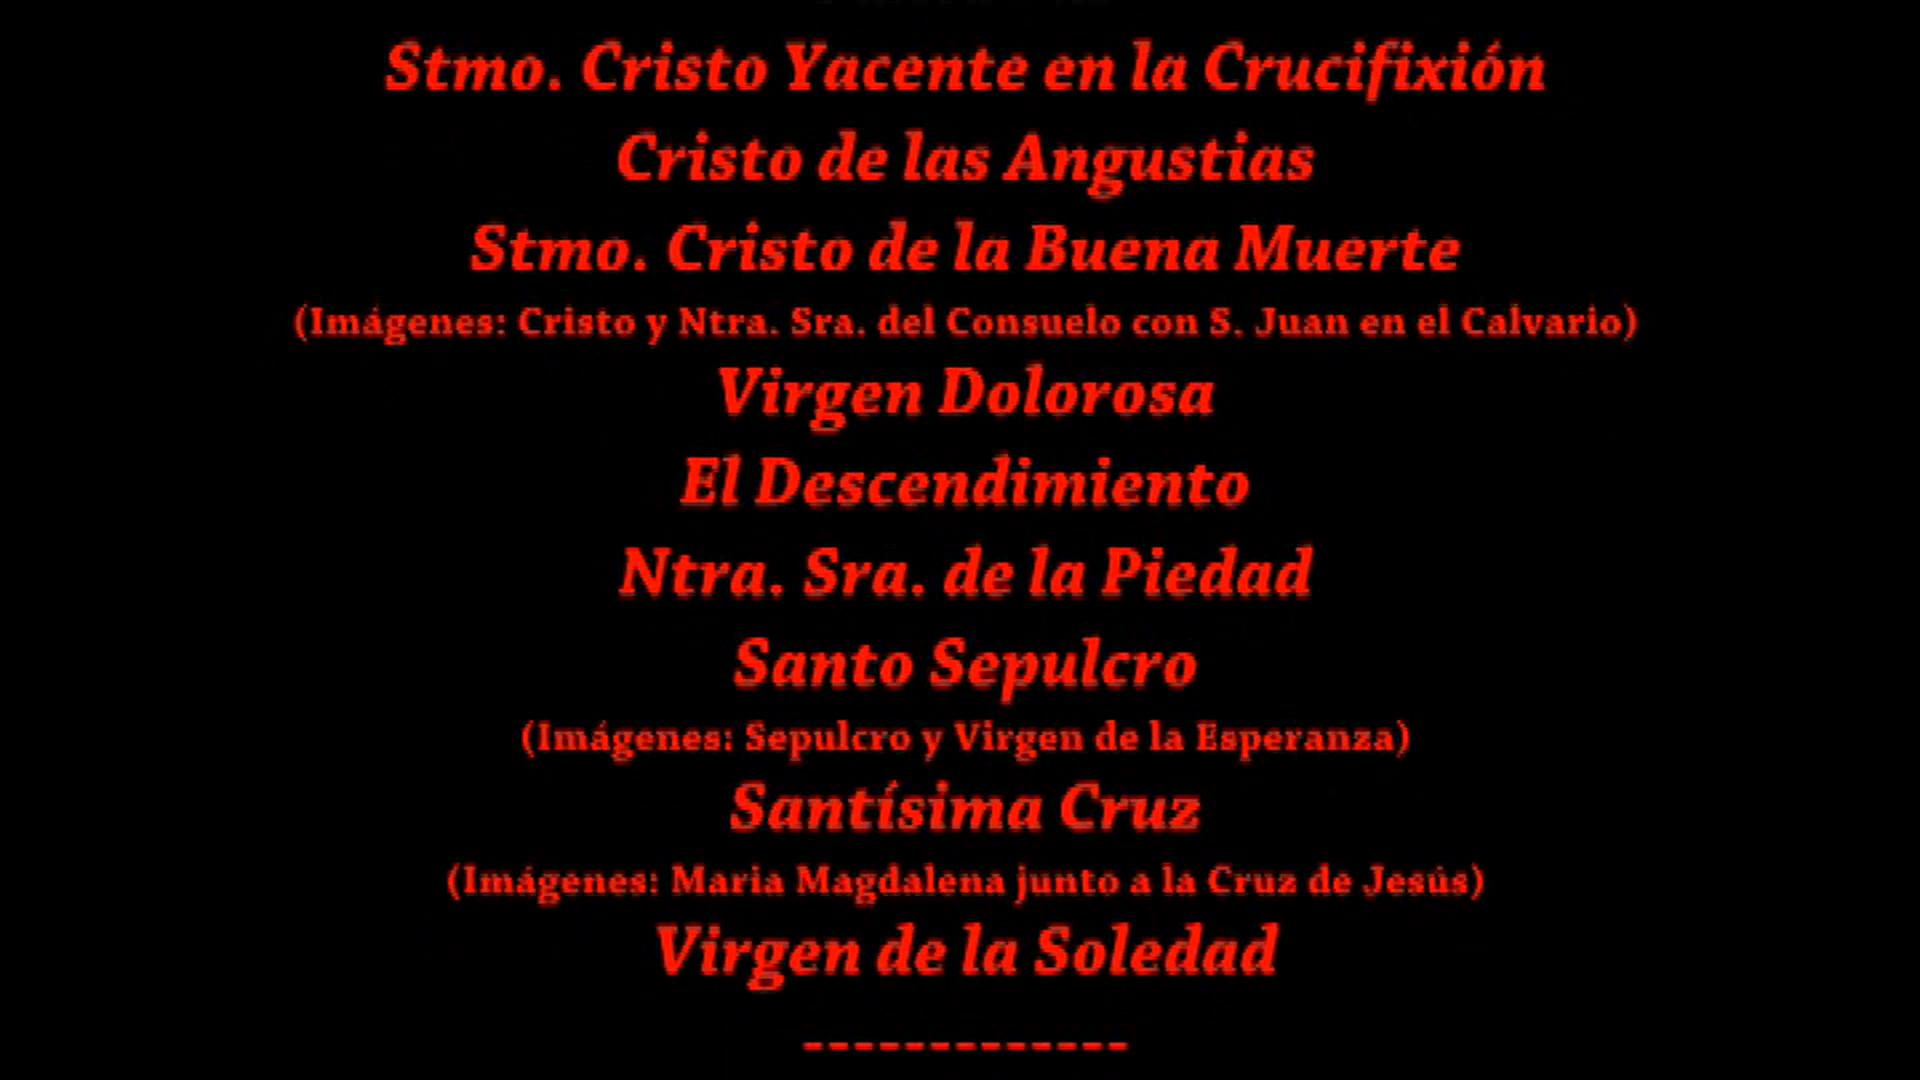 Stmo. Cristo Yacente en la Crucifixión
Cristo de las Angustias
Stmo. Cristo de la Buena Muerte
(Imágenes: Cristo y Ntra. Sra. del Consuelo con S. Juan en el Calvario)
Virgen Dolorosa
El Descendimiento
Ntra. Sra. de la Piedad
Santo Sepulcro
(Imágenes: Sepulcro y Virgen de la Esperanza)
Santísima Cruz
(Imágenes: Maria Magdalena junto a la Cruz de Jesús)
Virgen de la Soledad
-------------